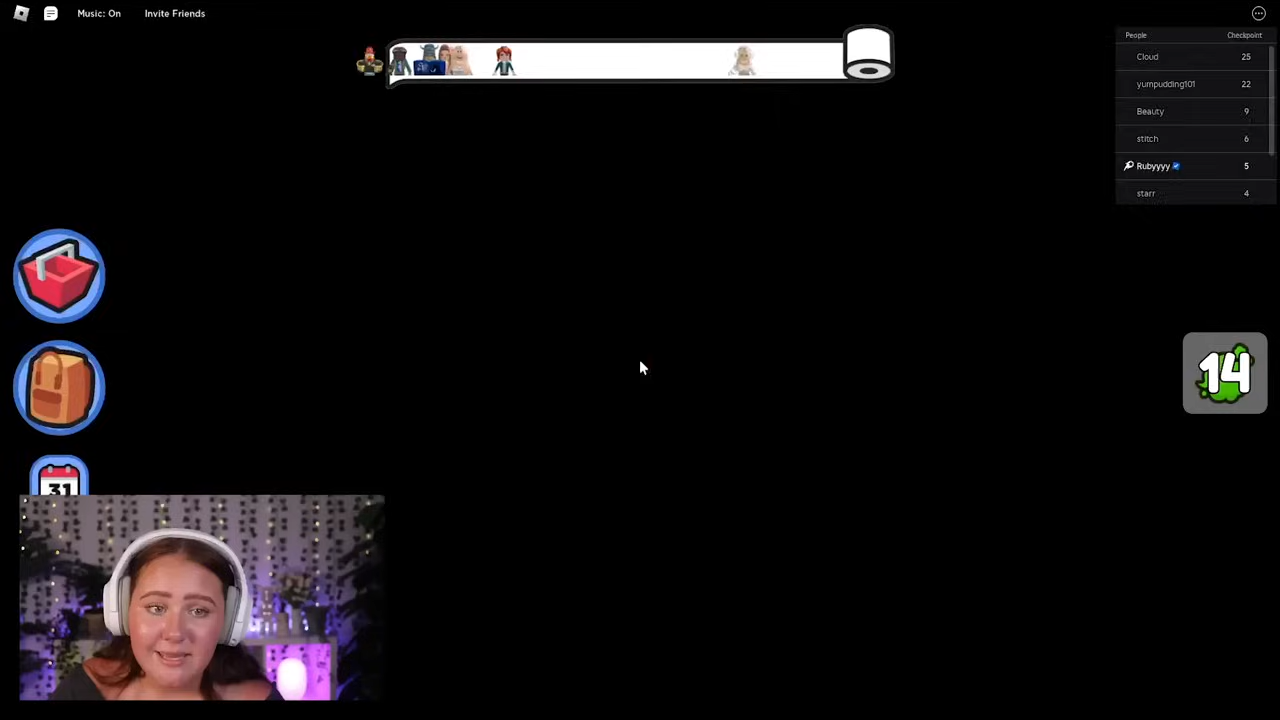 Music: On Invite Friends
People Checkpoint
Cloud 25
yumpudding101 22
Beauty 9
stitch 6
Rubyyyy 5
starr 4
14
31